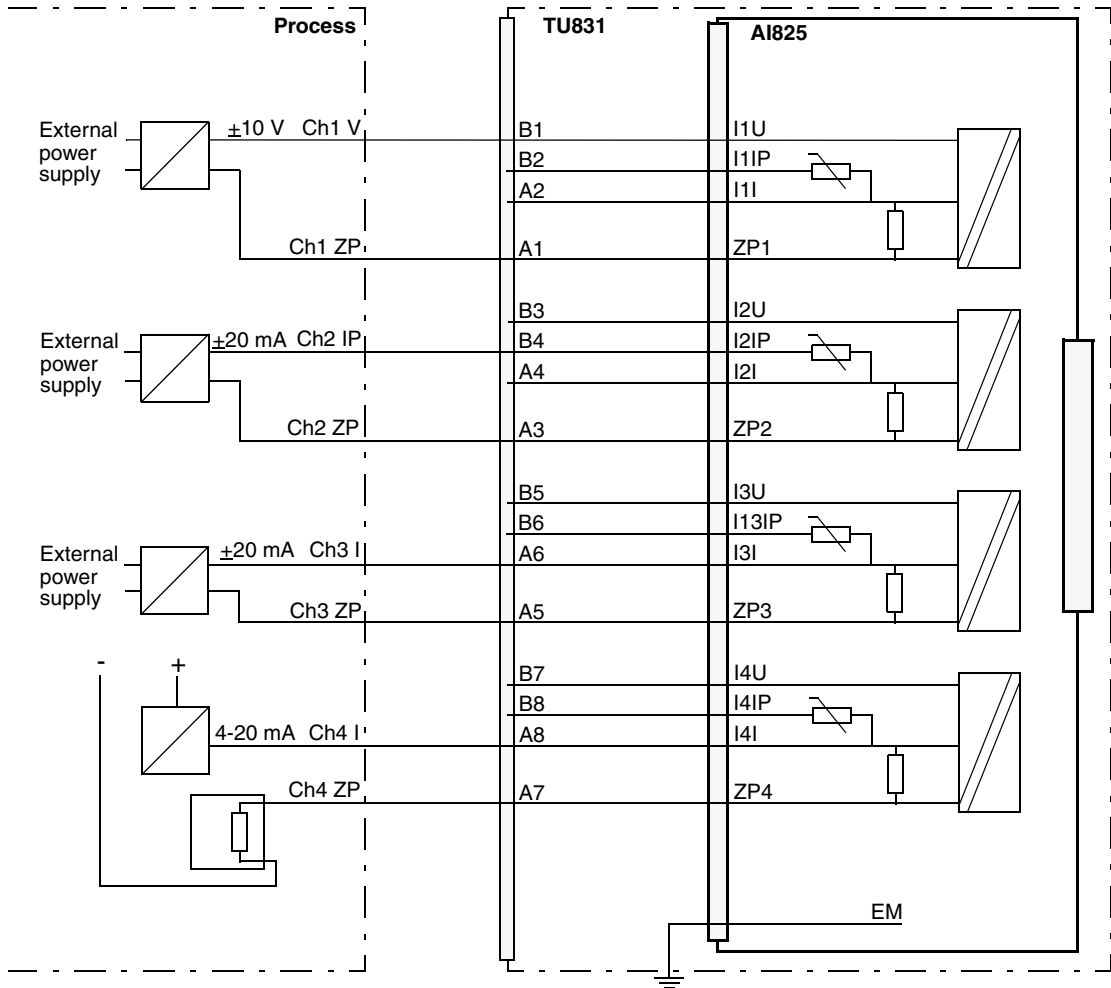 Process
TU831
AI825
External
power
supply
±10 V Ch1 V
B1
I1U
B2
I1IP
A2
I1I
Ch1 ZP
A1
ZP1
B3
I2U
External
power
supply
±20 mA Ch2 IP
B4
I2IP
A4
I2I
Ch2 ZP
A3
ZP2
B5
I3U
B6
I13IP
External
power
supply
±20 mA Ch3 I
A6
I3I
Ch3 ZP
A5
ZP3
- +
B7
I4U
B8
I4IP
4-20 mA Ch4 I
A8
I4I
Ch4 ZP
A7
ZP4
EM